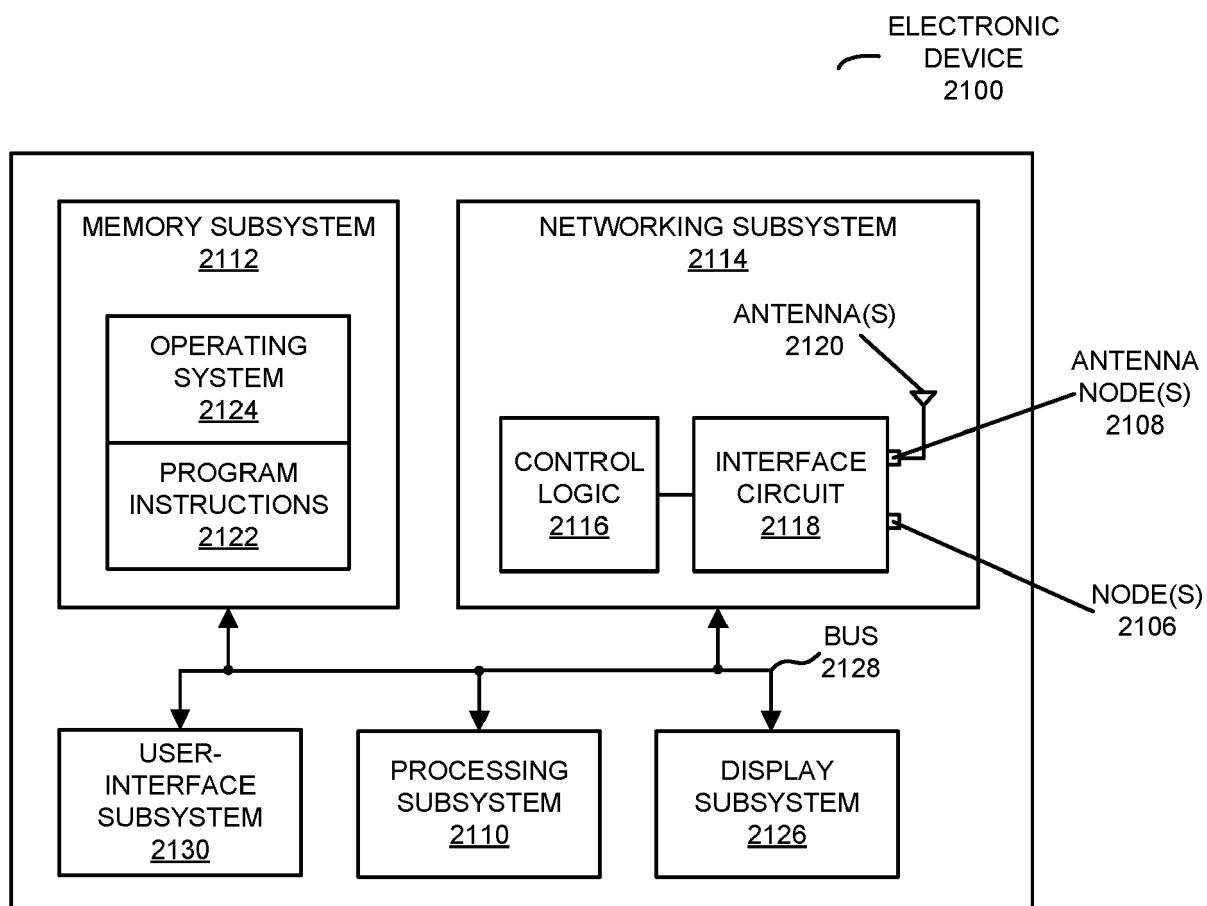 ELECTRONIC
DEVICE
2100
MEMORY SUBSYSTEM
2112
OPERATING
SYSTEM
2124
PROGRAM
INSTRUCTIONS
2122
NETWORKING SUBSYSTEM
2114
ANTENNA(S)
2120
CONTROL
LOGIC
2116
INTERFACE
CIRCUIT
2118
ANTENNA
NODE(S)
2108
NODE(S)
2106
BUS
2128
USER-
INTERFACE
SUBSYSTEM
2130
PROCESSING
SUBSYSTEM
2110
DISPLAY
SUBSYSTEM
2126